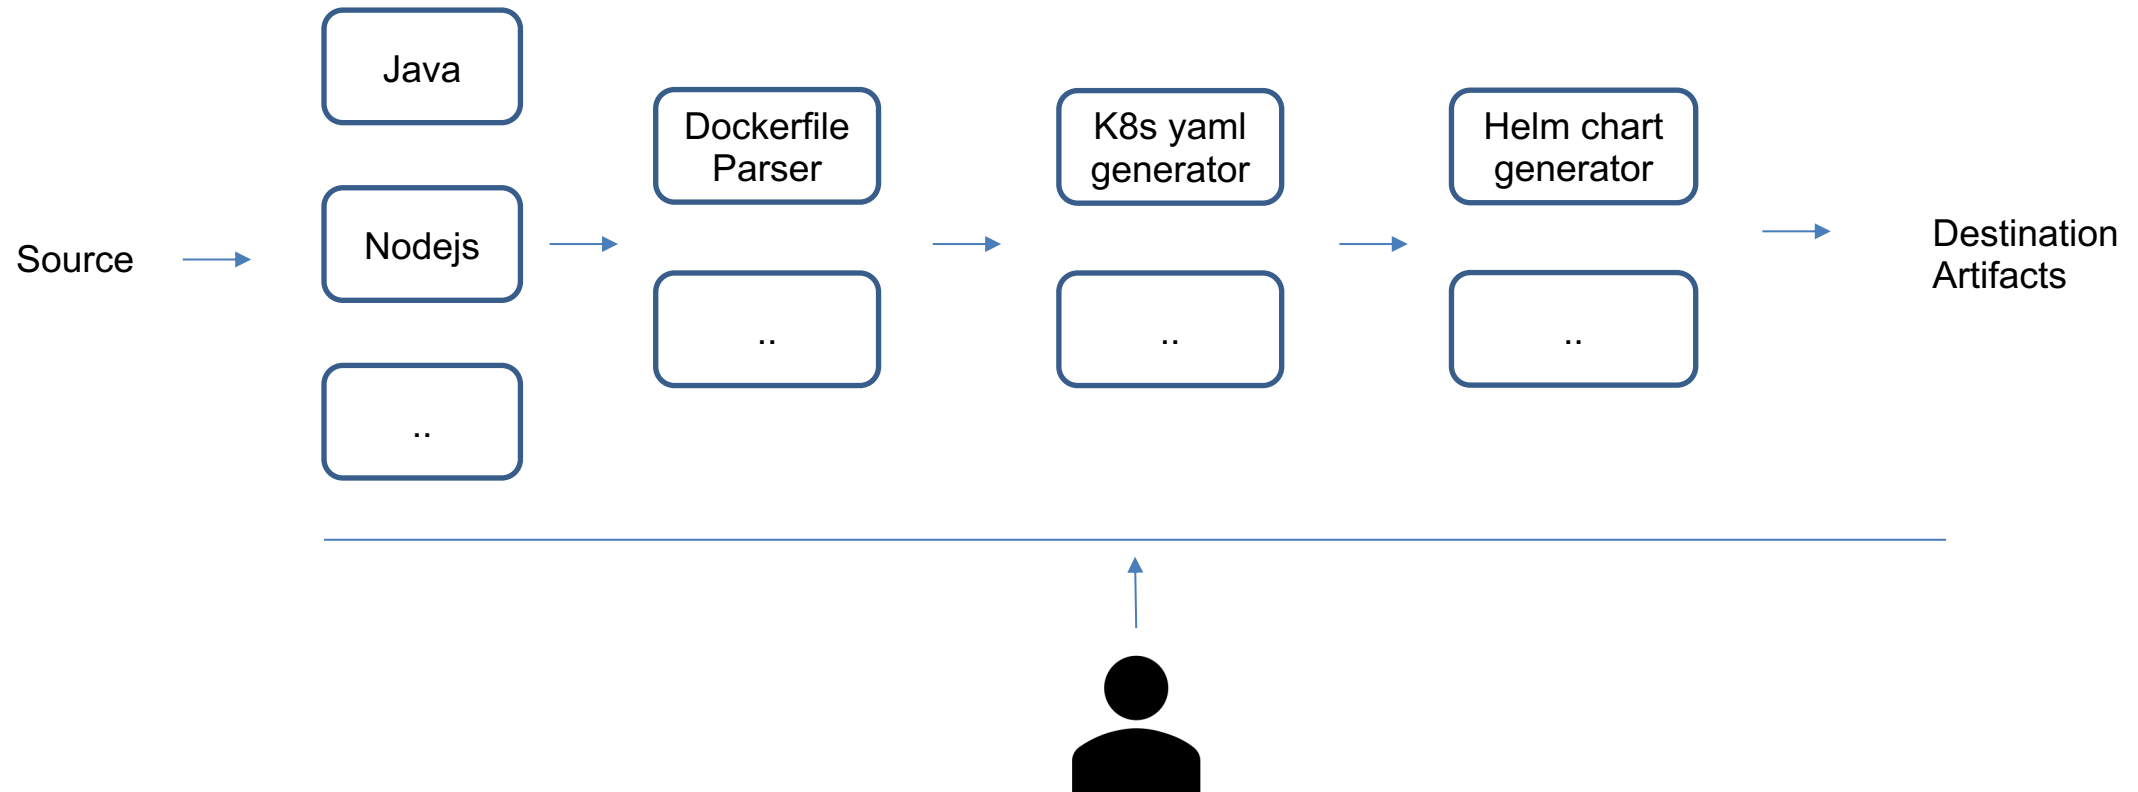 Source
Java
Nodejs
..
Dockerfile
Parser
..
K8s yaml
generator
..
Helm chart
generator
..
Destination
Artifacts